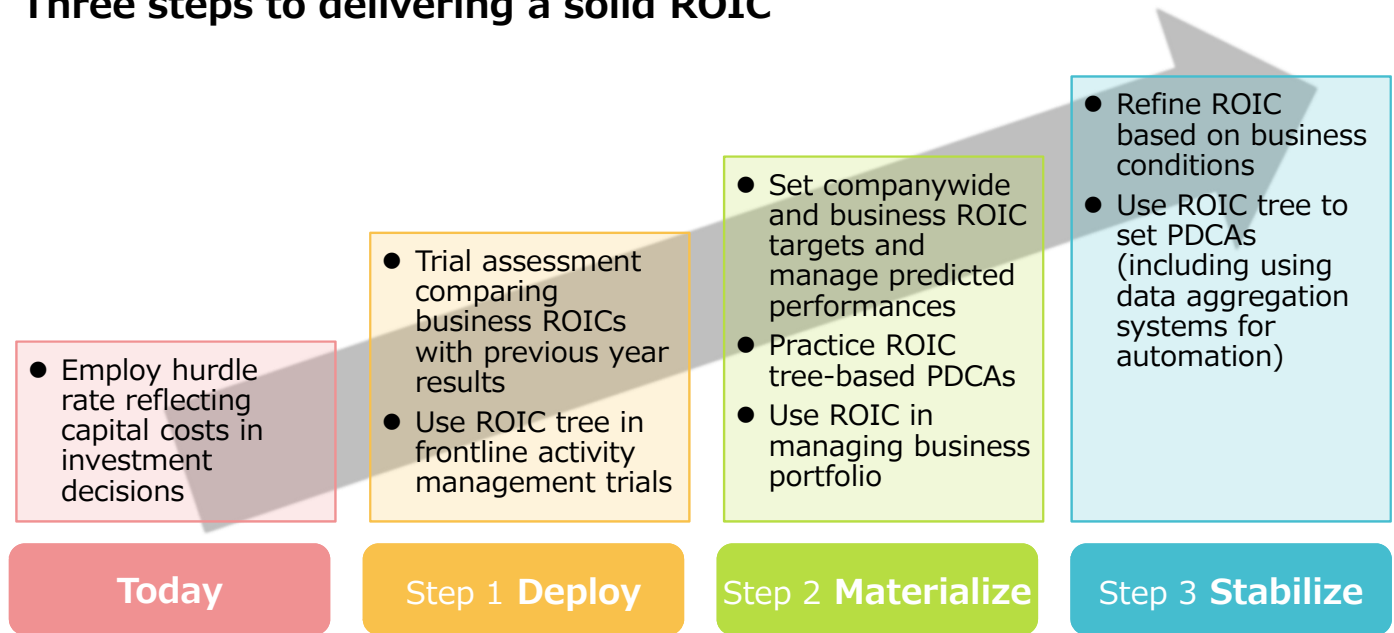 Three steps to delivering a solid ROIC
● Employ hurdle
rate reflecting
capital costs in
investment
decisions
● Trial assessment
comparing
business ROICs
with previous year
results
● Use ROIC tree in
frontline activity
management trials
● Set companywide
and business ROIC
targets and
manage predicted
performances
● Practice ROIC
tree-based PDCAs
● Use ROIC in
managing business
portfolio
● Refine ROIC
based on business
conditions
● Use ROIC tree to
set PDCAs
(including using
data aggregation
systems for
automation)
Today
Step 1 Deploy
Step 2 Materialize
Step 3 Stabilize